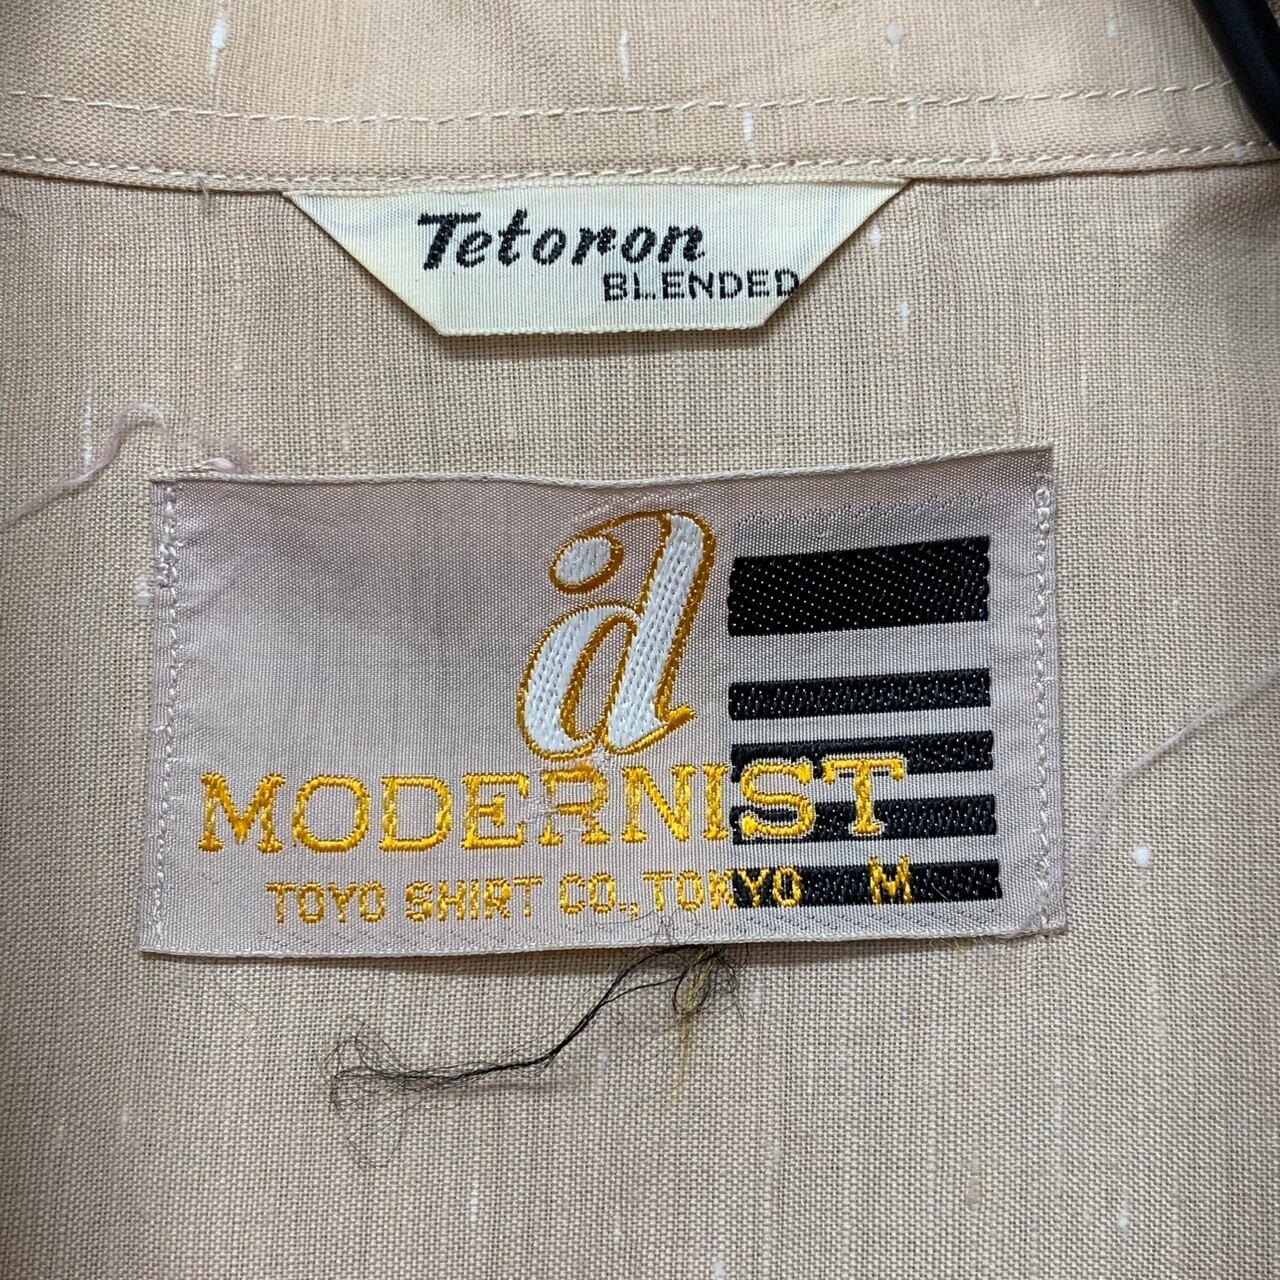 Tetoron
BLENDED
d
MODERNIST
TOYO SHIRT CO., TOKYO M